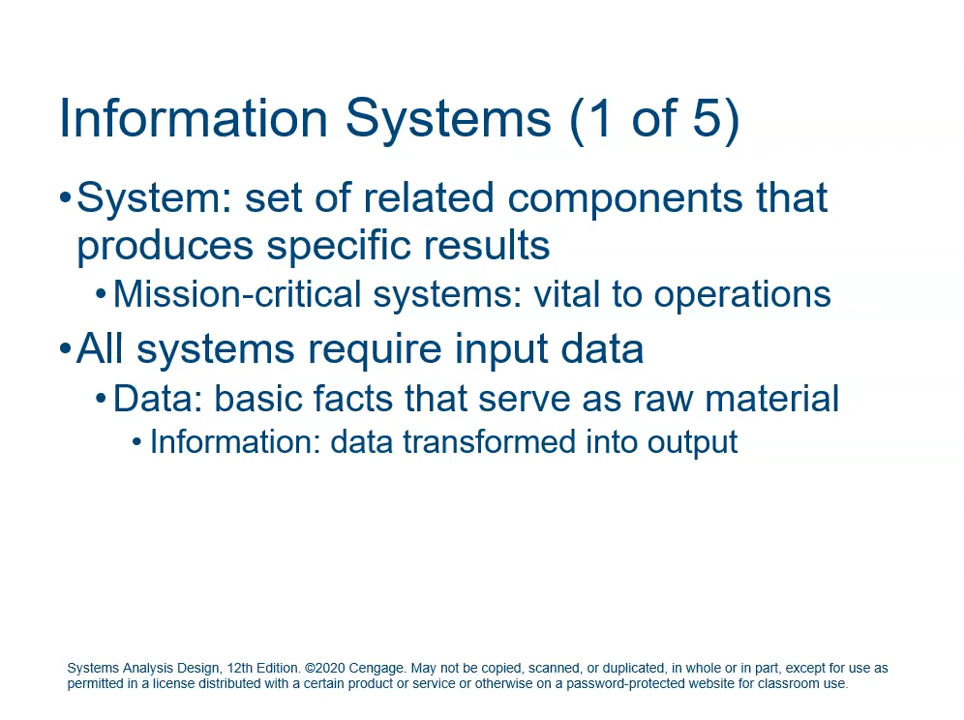 Information Systems (1 of 5)
•System: set of related components that
produces specific results
•Mission-critical systems: vital to operations
•All systems require input data
•Data: basic facts that serve as raw material
•Information: data transformed into output
Systems Analysis Design, 12th Edition. ©2020 Cengage. May not be copied, scanned, or duplicated, in whole or in part, except for use as
permitted in a license distributed with a certain product or service or otherwise on a password-protected website for classroom use.